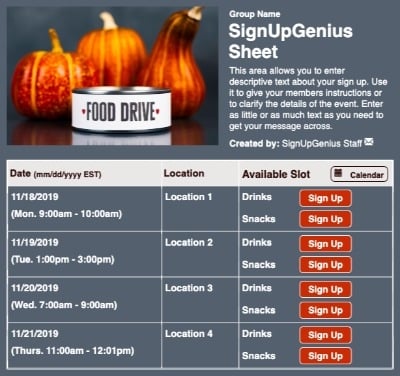 Group Name
SignUpGenius
Sheet
This area allows you to enter
descriptive text about your sign up. Use
it to give your members instructions or
to clarify the details of the event. Enter
as little or as much text as you need to
get your message across.
Created by: SignUpGenius Staff
♥FOOD DRIVE♥
Date (mm/dd/yyyy EST) Location Available Slot Calendar
11/18/2019 Location 1 Drinks Sign Up
(Mon. 9:00am - 10:00am) Snacks Sign Up
11/19/2019 Location 2 Drinks Sign Up
(Tue. 1:00pm - 3:00pm) Snacks Sign Up
11/20/2019 Location 3 Drinks Sign Up
(Wed. 7:00am - 9:00am) Snacks Sign Up
11/21/2019 Location 4 Drinks Sign Up
(Thurs. 11:00am - 12:01pm) Snacks Sign Up